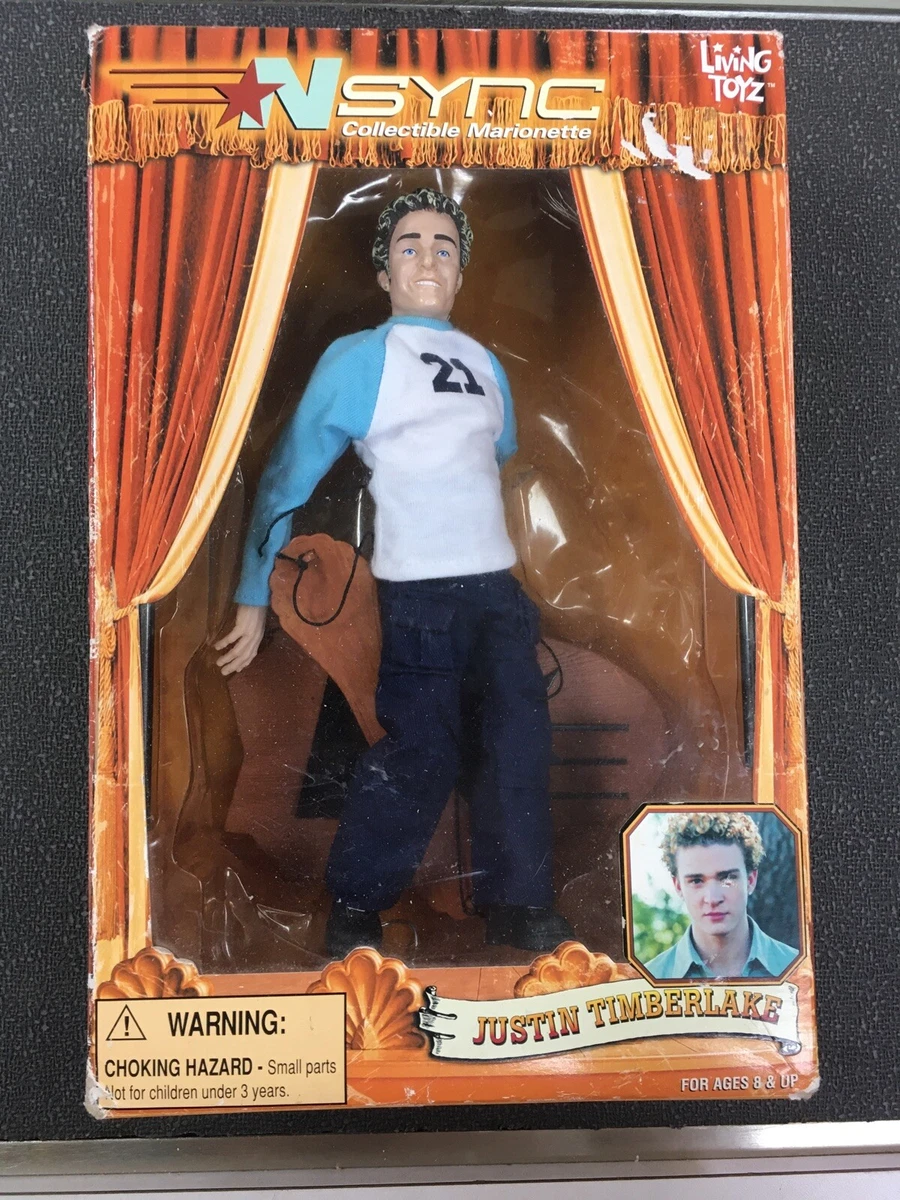 LiViNG
TOYZ™
NSYNC
Collectible Marionette
21
JUSTIN TIMBERLAKE
WARNING:
CHOKING HAZARD - Small parts
Not for children under 3 years.
FOR AGES 8 & UP